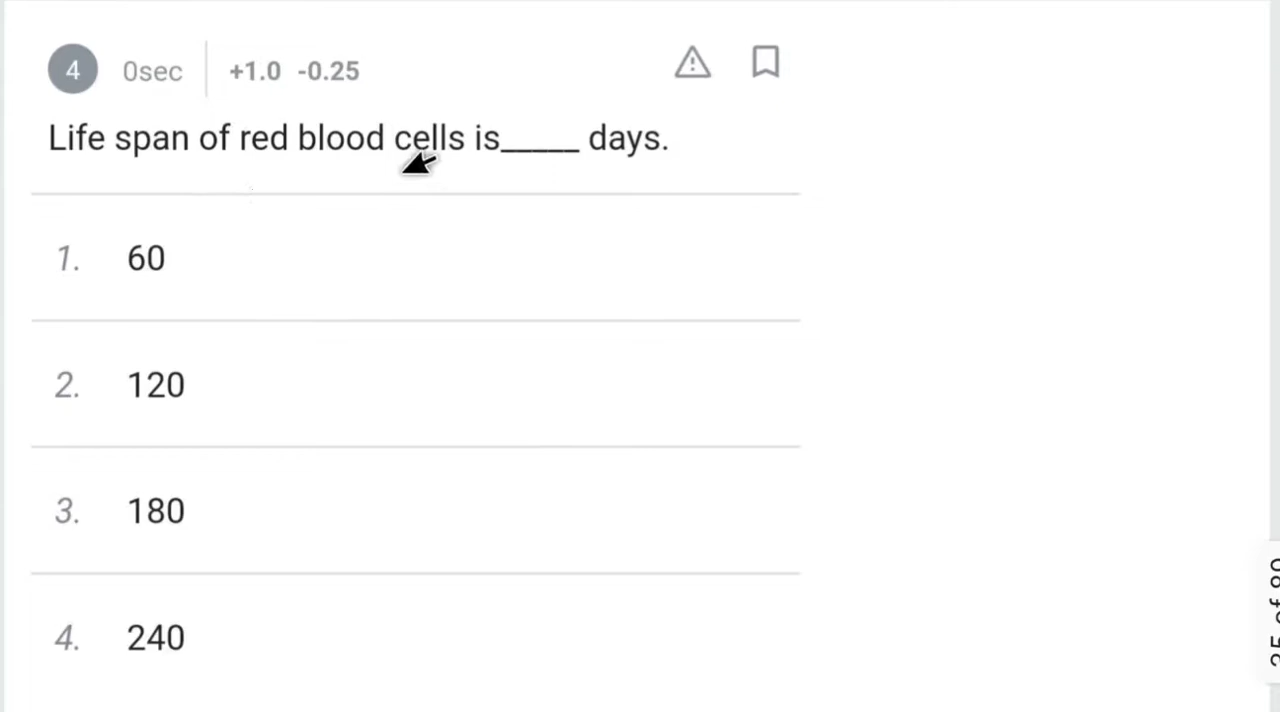 4 0sec +1.0 -0.25
Life span of red blood cells is_____ days.
1. 60
2. 120
3. 180
4. 240